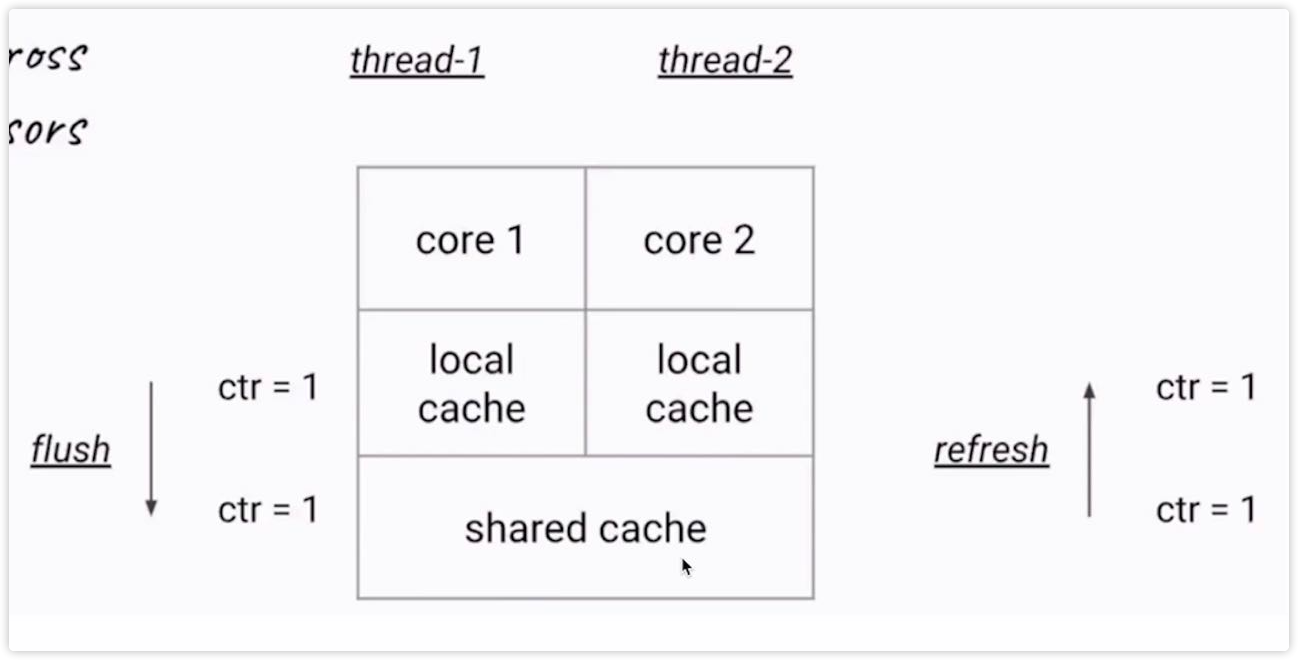 ross
sors
thread-1
thread-2
core 1
core 2
local
cache
local
cache
shared cache
flush
ctr = 1
ctr = 1
refresh
ctr = 1
ctr = 1